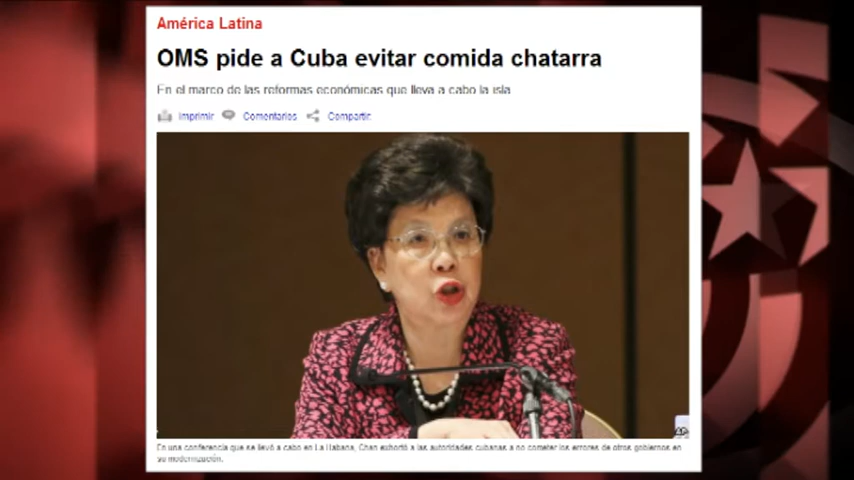 América Latina
OMS pide a Cuba evitar comida chatarra
En el marco de las reformas económicas que lleva a cabo la isla
Imprimir Comentarios Compartir
En una conferencia que se llevó a cabo en La Habana, Chan exhortó a las autoridades cubanas a no cometer los errores de otros gobiernos en
su modernización.